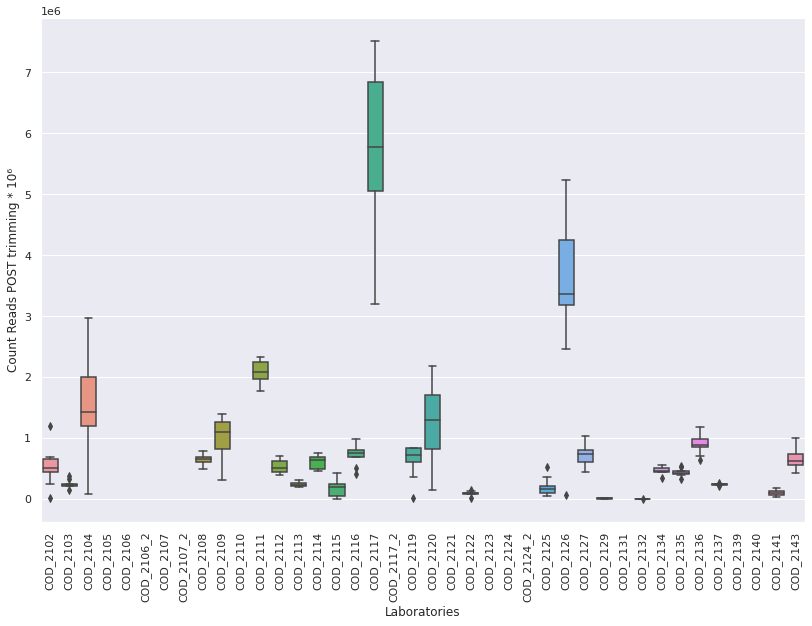 1e6
Count Reads POST trimming * 10⁶
7
6
5
4
3
2
1
0
COD_2102
COD_2103
COD_2104
COD_2105
COD_2106
COD_2106_2
COD_2107
COD_2107_2
COD_2108
COD_2109
COD_2110
COD_2111
COD_2112
COD_2113
COD_2114
COD_2115
COD_2116
COD_2117
COD_2117_2
COD_2119
COD_2120
COD_2121
COD_2122
COD_2123
COD_2124
COD_2124_2
COD_2125
COD_2126
COD_2127
COD_2129
COD_2131
COD_2132
COD_2134
COD_2135
COD_2136
COD_2137
COD_2139
COD_2140
COD_2141
COD_2143
Laboratories